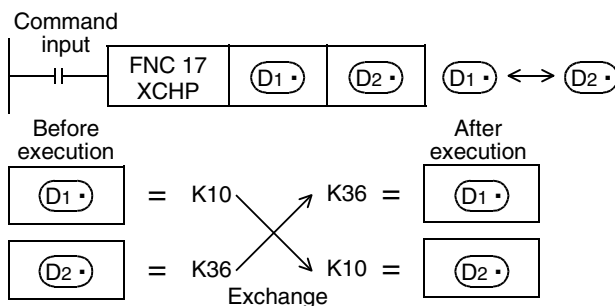 Command
input
FNC 17
XCHP
D1 · D2 · D1 · ↔ D2 ·
Before
execution
After
execution
D1 · = K10 K36 = D1 ·
D2 · = K36 K10 = D2 ·
Exchange